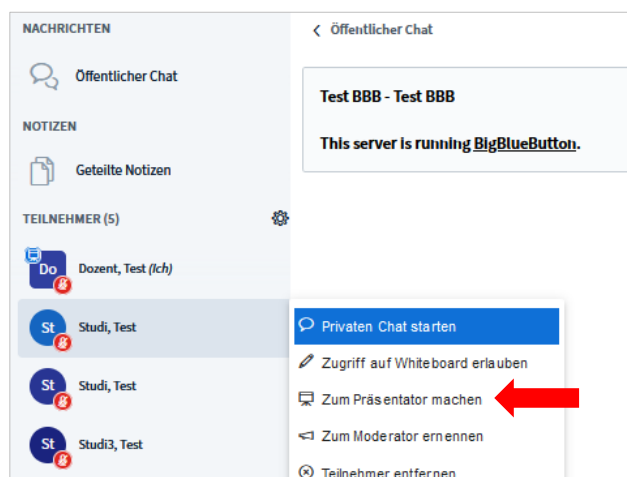 NACHRICHTEN
Öffentlicher Chat
NOTIZEN
Geteilte Notizen
TEILNEHMER (5)
Do
Dozent, Test (Ich)
St
Studi, Test
St
Studi, Test
St
Studi3, Test
Öffentlicher Chat
Test BBB - Test BBB
This server is running BigBlueButton.
Privaten Chat starten
Zugriff auf Whiteboard erlauben
Zum Präsentator machen
Zum Moderator ernennen
Teilnehmer entfernen